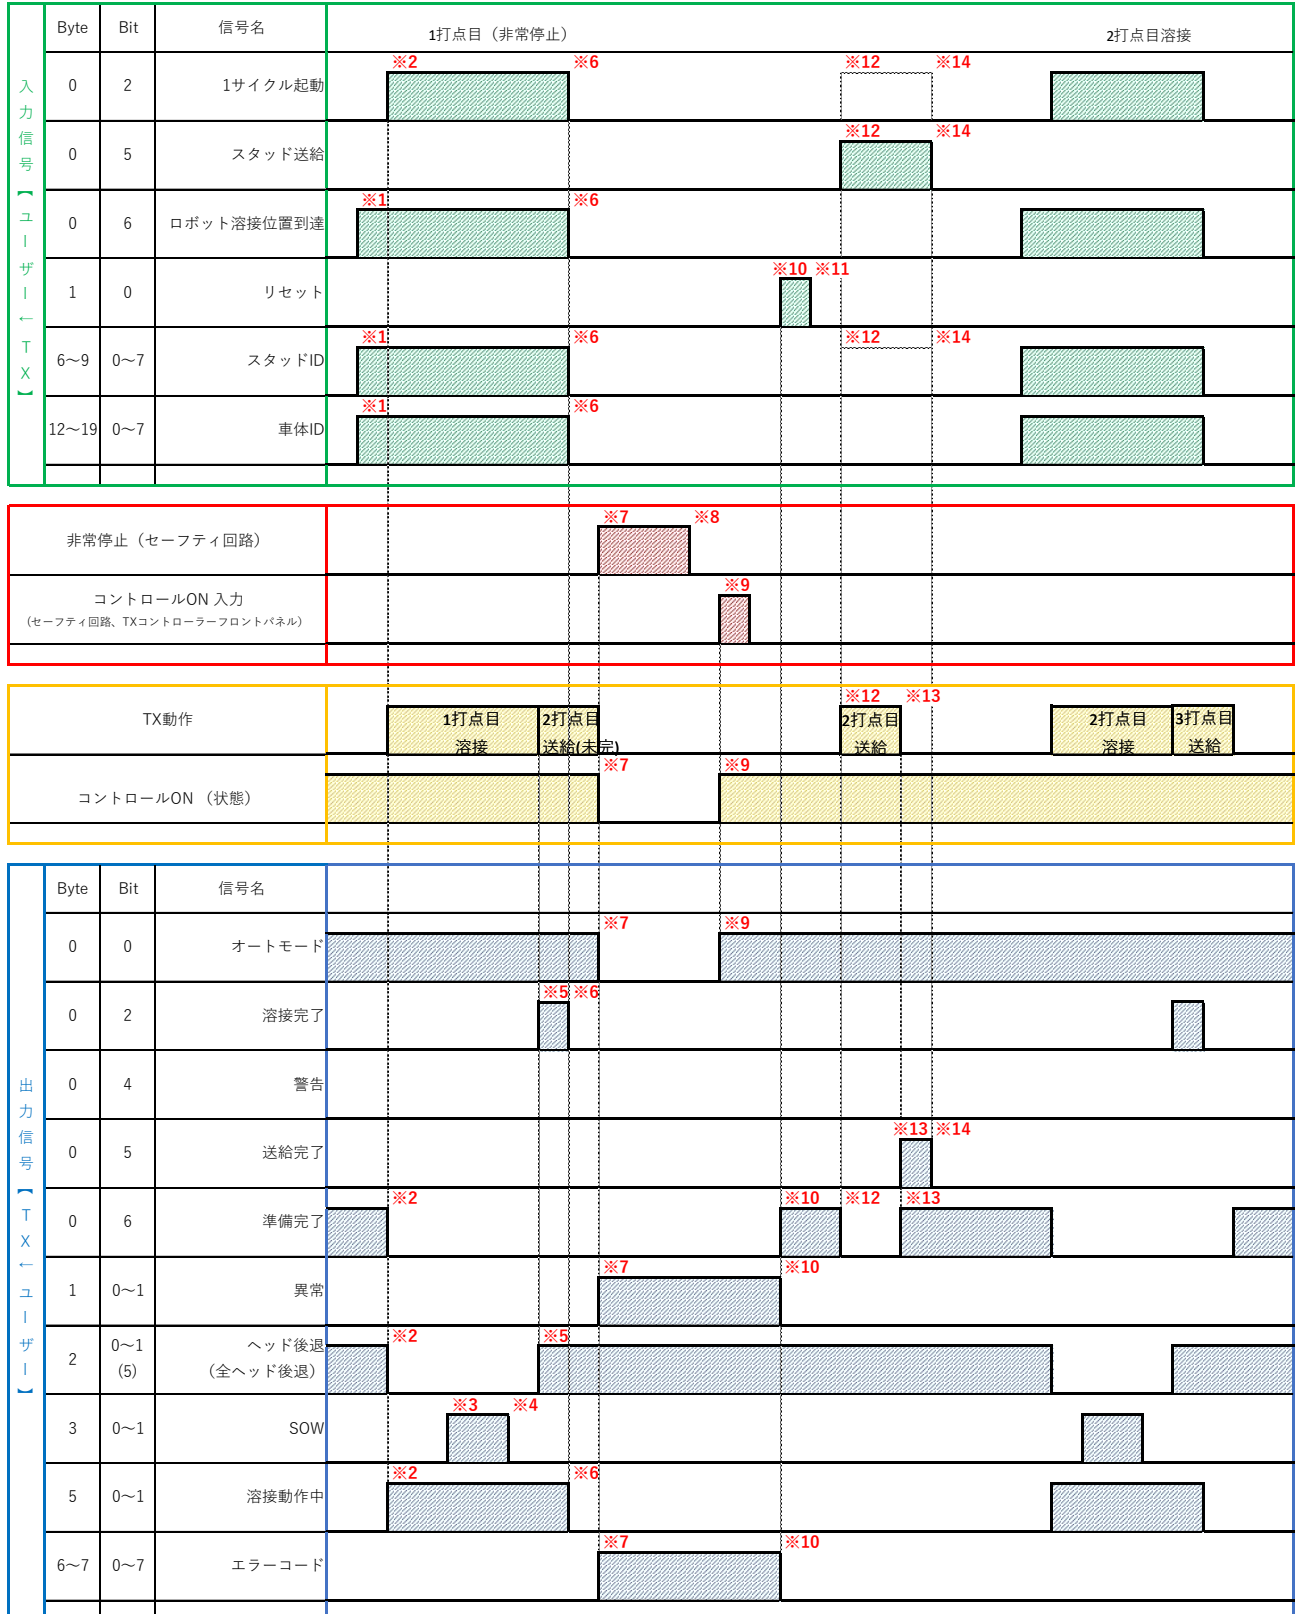 Byte Bit 信号名 1打点目（非常停止） 2打点目溶接
入力信号【ユーザー→TX】
※2 ※6 ※12 ※14
0 2 1サイクル起動
※12 ※14
0 5 スタッド送給
※1 ※6
0 6 ロボット溶接位置到達
※10 ※11
1 0 リセット
※1 ※6 ※12 ※14
6～9 0～7 スタッドID
※1 ※6
12～19 0～7 車体ID
※7 ※8
非常停止（セーフティ回路）
※9
コントロールON 入力
（セーフティ回路、TXコントローラーフロントパネル）
※12 ※13
TX動作 1打点目 2打点目 2打点目 2打点目 3打点目
溶接 送給(未完) 送給 溶接 送給
※7 ※9
コントロールON （状態）
Byte Bit 信号名
出力信号【TX→ユーザー】
※7 ※9
0 0 オートモード
※5 ※6
0 2 溶接完了
0 4 警告
※13 ※14
0 5 送給完了
※2 ※10 ※12 ※13
0 6 準備完了
※7 ※10
1 0～1 異常
※2 ※5
2 0～1 ヘッド後退
(5) （全ヘッド後退）
※3 ※4
3 0～1 SOW
※2 ※6
5 0～1 溶接動作中
※7 ※10
6～7 0～7 エラーコード